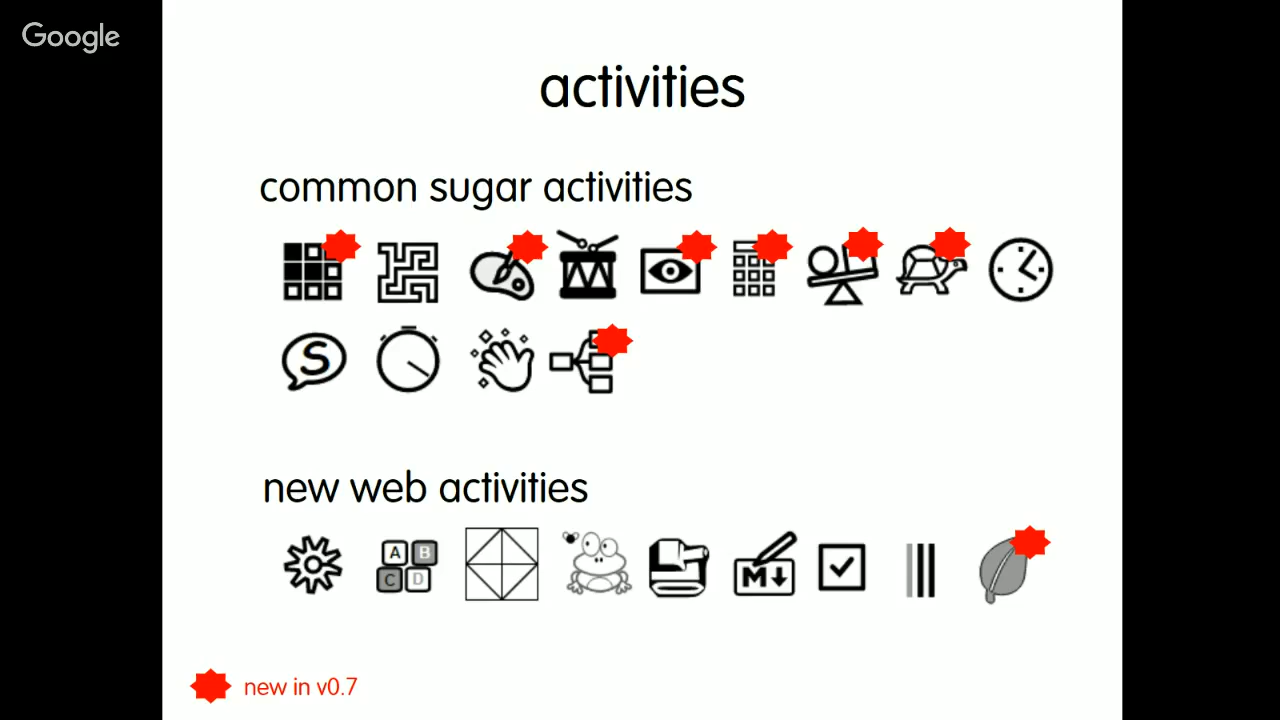 Google
activities
common sugar activities
S
new web activities
A B
C D
M
new in v0.7